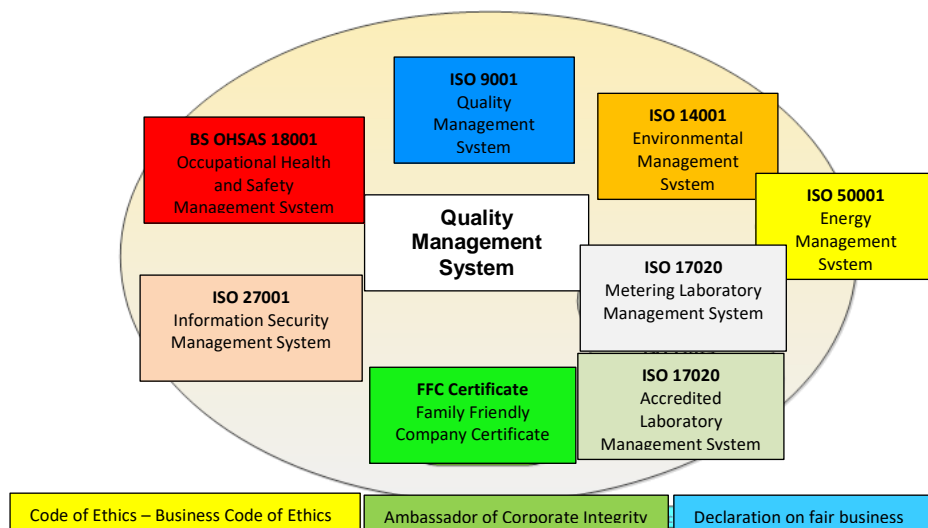 ISO 9001
Quality
Management
System
ISO 14001
Environmental
Management
System
BS OHSAS 18001
Occupational Health
and Safety
Management System
ISO 50001
Energy
Management
System
Quality
Management
System
ISO 17020
Metering Laboratory
Management System
ISO 27001
Information Security
Management System
FFC Certificate
Family Friendly
Company Certificate
ISO 17020
Accredited
Laboratory
Management System
Code of Ethics – Business Code of Ethics
Ambassador of Corporate Integrity
Declaration on fair business